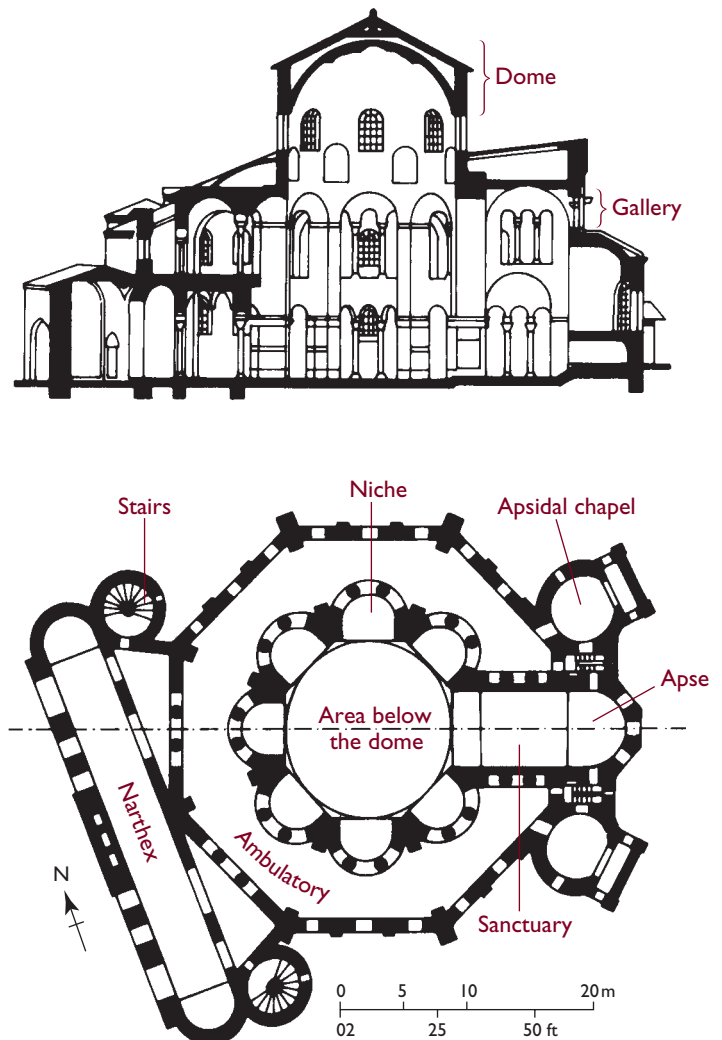 Dome
Gallery
Niche
Stairs
Apsidal chapel
Apse
Area below
the dome
Narthex
Ambulatory
N
Sanctuary
0 5 10 20 m
02 25 50 ft